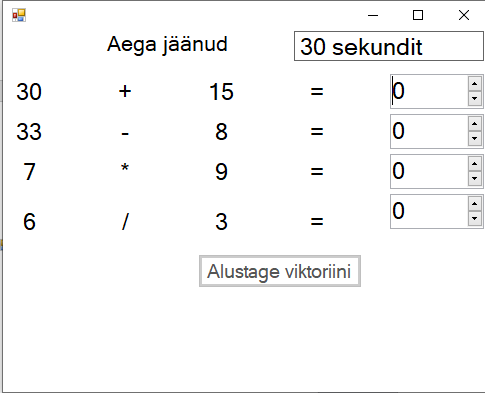 Aega jäänud 30 sekundit
30 + 15 = 0
33 - 8 = 0
7 * 9 = 0
6 / 3 = 0
Alustage viktoriini